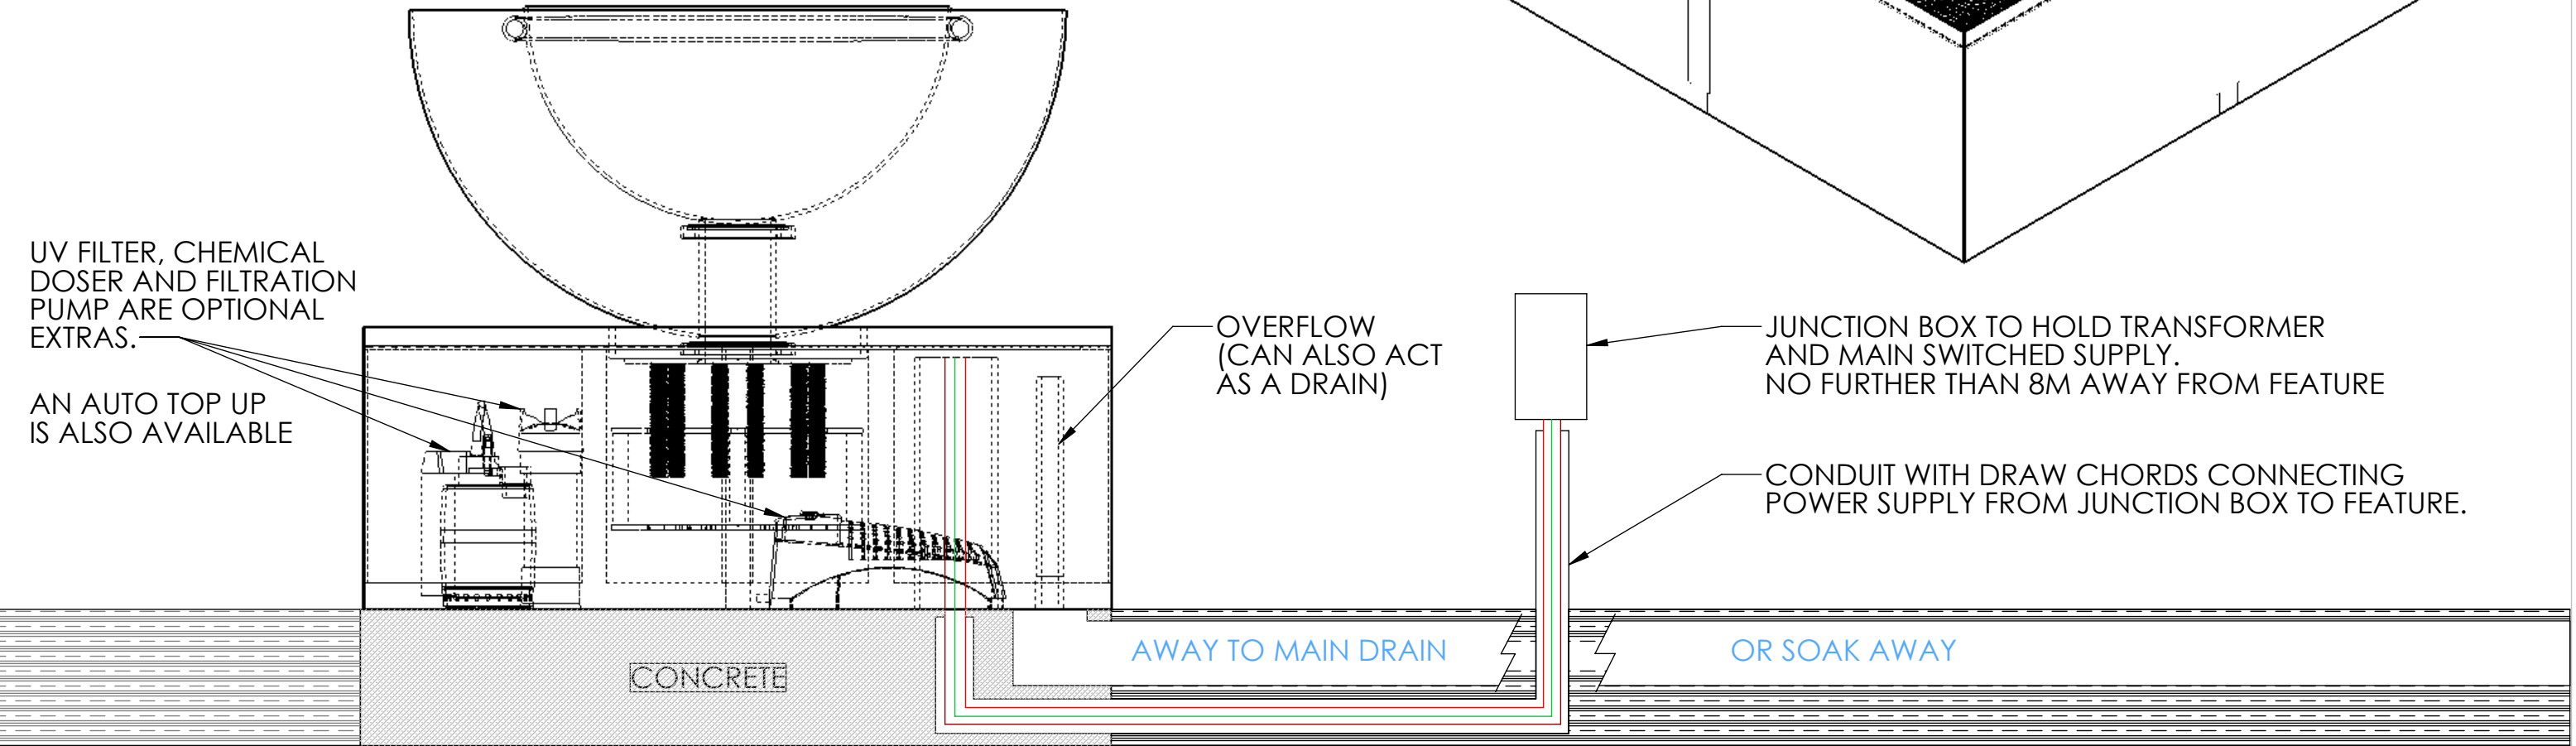 UV FILTER, CHEMICAL
DOSER AND FILTRATION
PUMP ARE OPTIONAL
EXTRAS.
AN AUTO TOP UP
IS ALSO AVAILABLE
OVERFLOW
(CAN ALSO ACT
AS A DRAIN)
JUNCTION BOX TO HOLD TRANSFORMER
AND MAIN SWITCHED SUPPLY.
NO FURTHER THAN 8M AWAY FROM FEATURE
CONDUIT WITH DRAW CHORDS CONNECTING
POWER SUPPLY FROM JUNCTION BOX TO FEATURE.
CONCRETE
AWAY TO MAIN DRAIN
OR SOAK AWAY